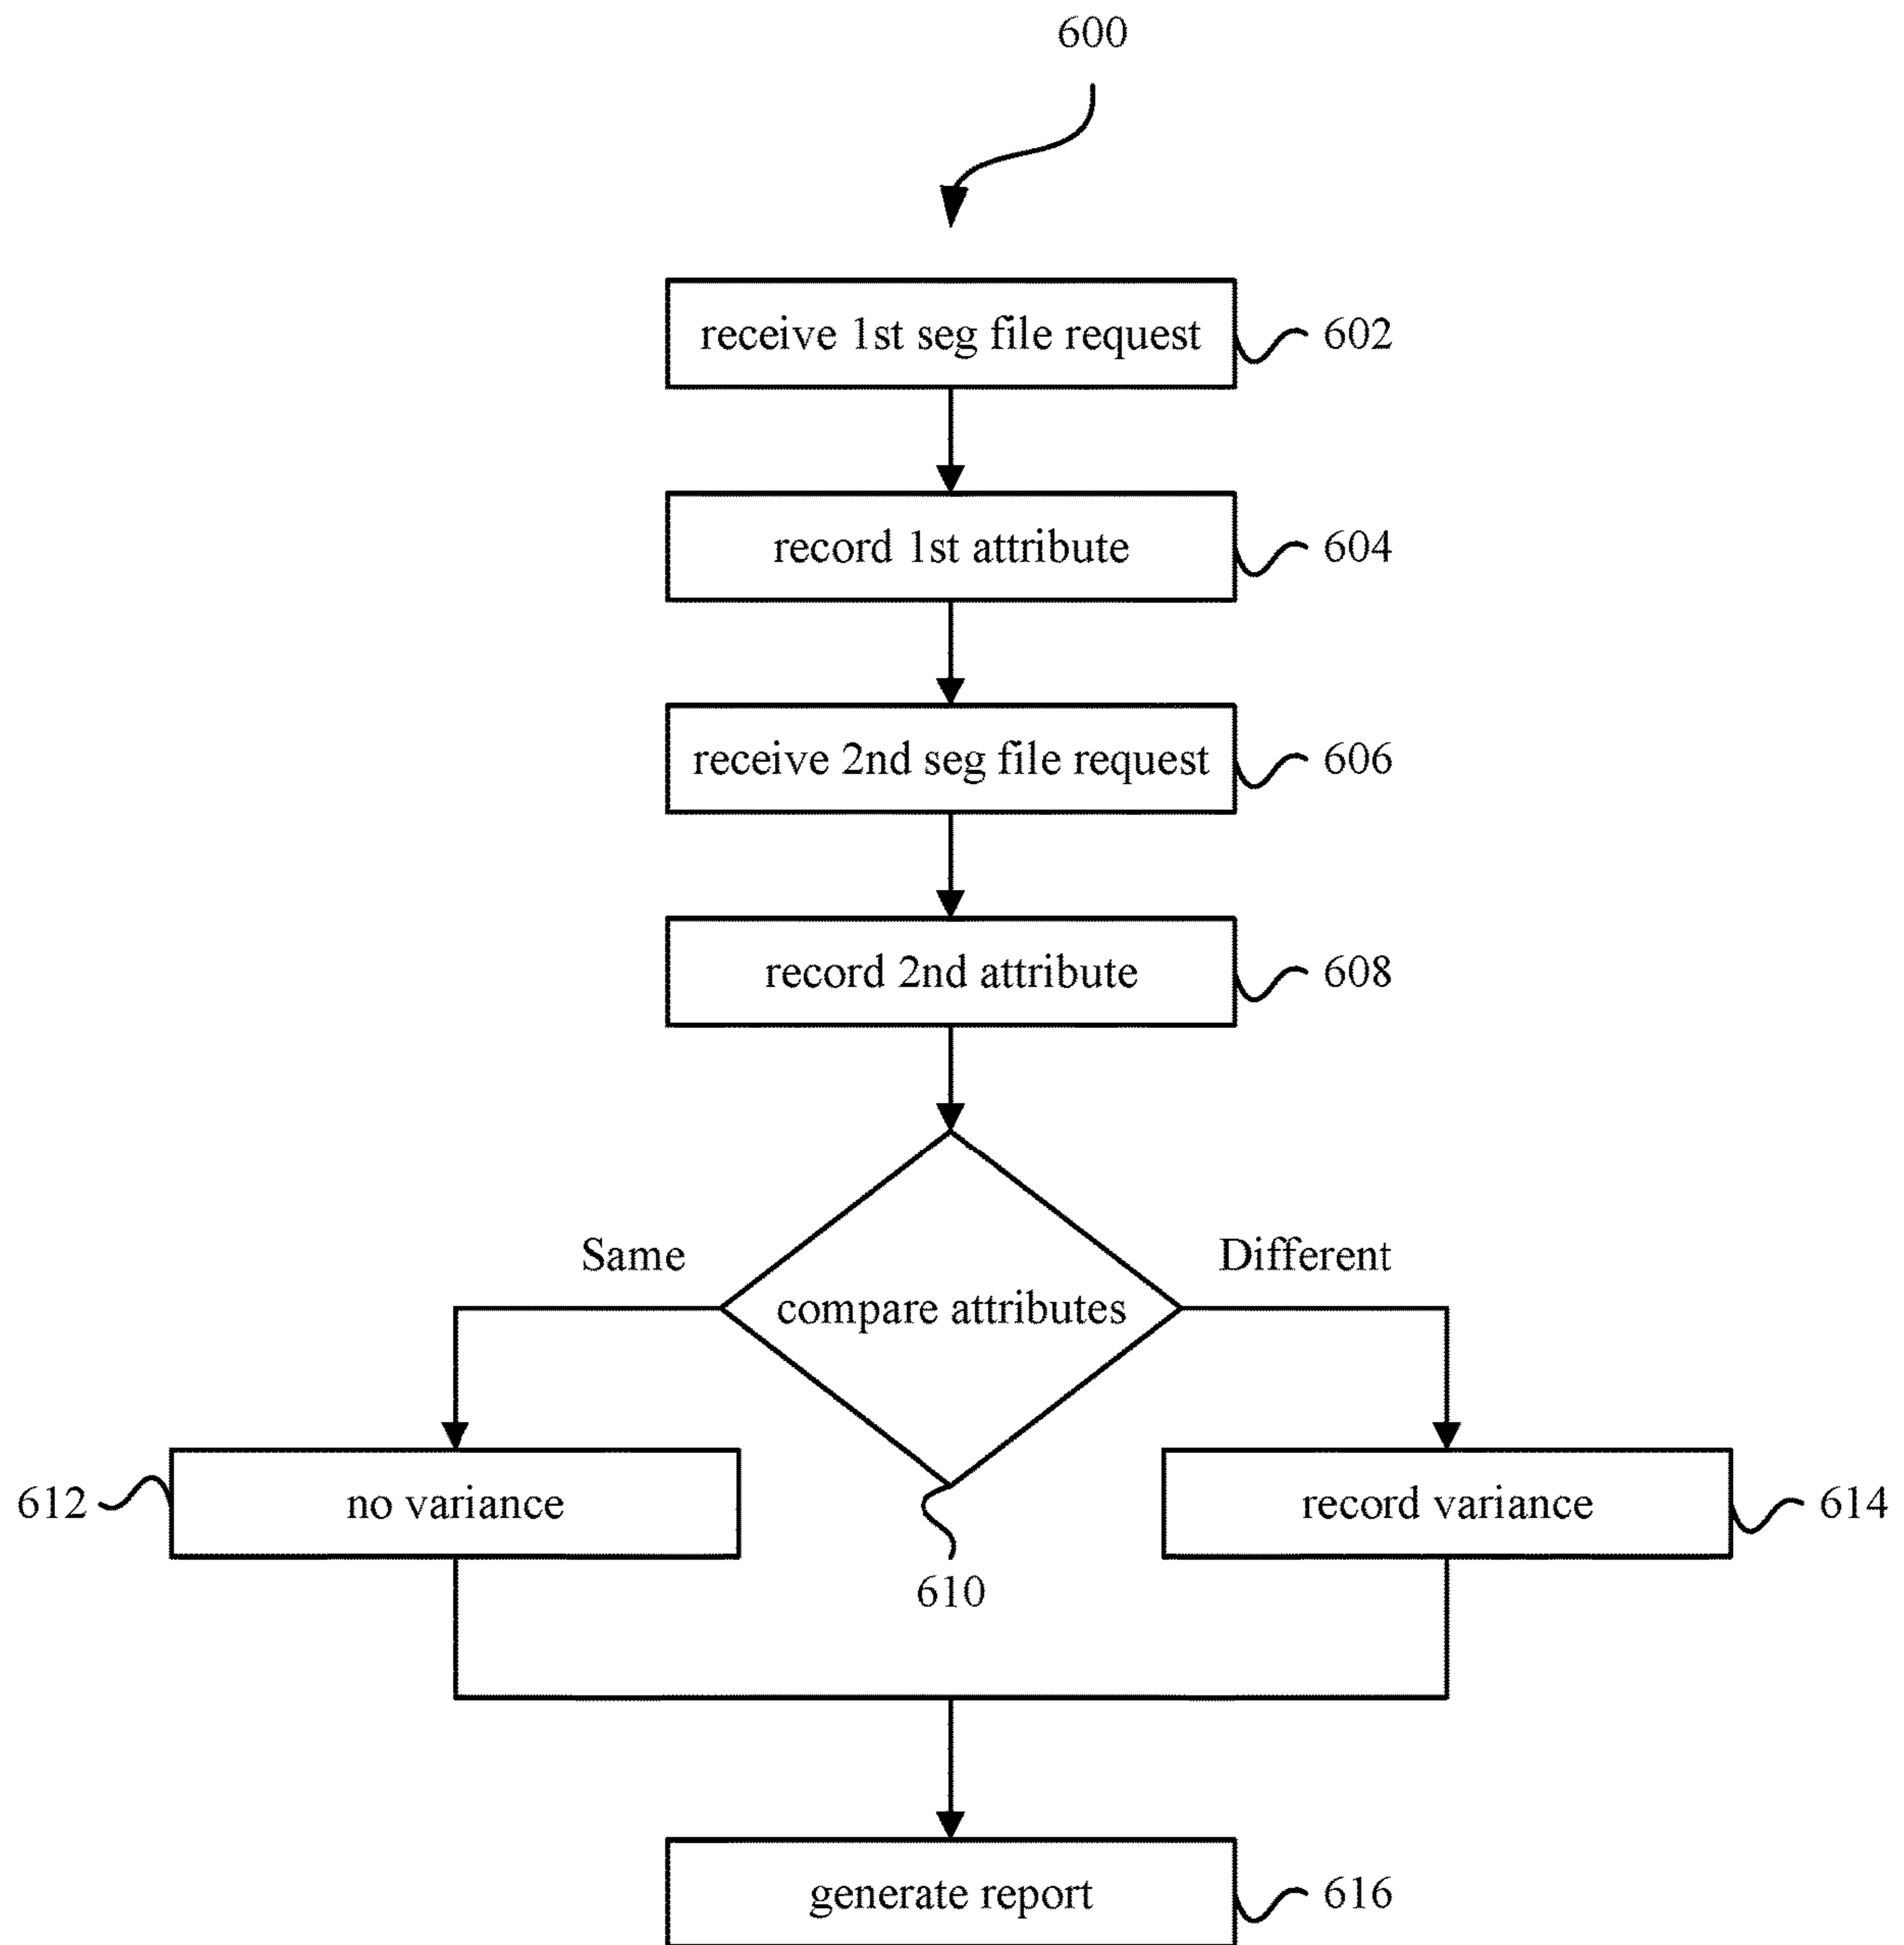 600
receive 1st seg file request
602
record 1st attribute
604
receive 2nd seg file request
606
record 2nd attribute
608
Same
Different
compare attributes
612
no variance
record variance
614
610
generate report
616